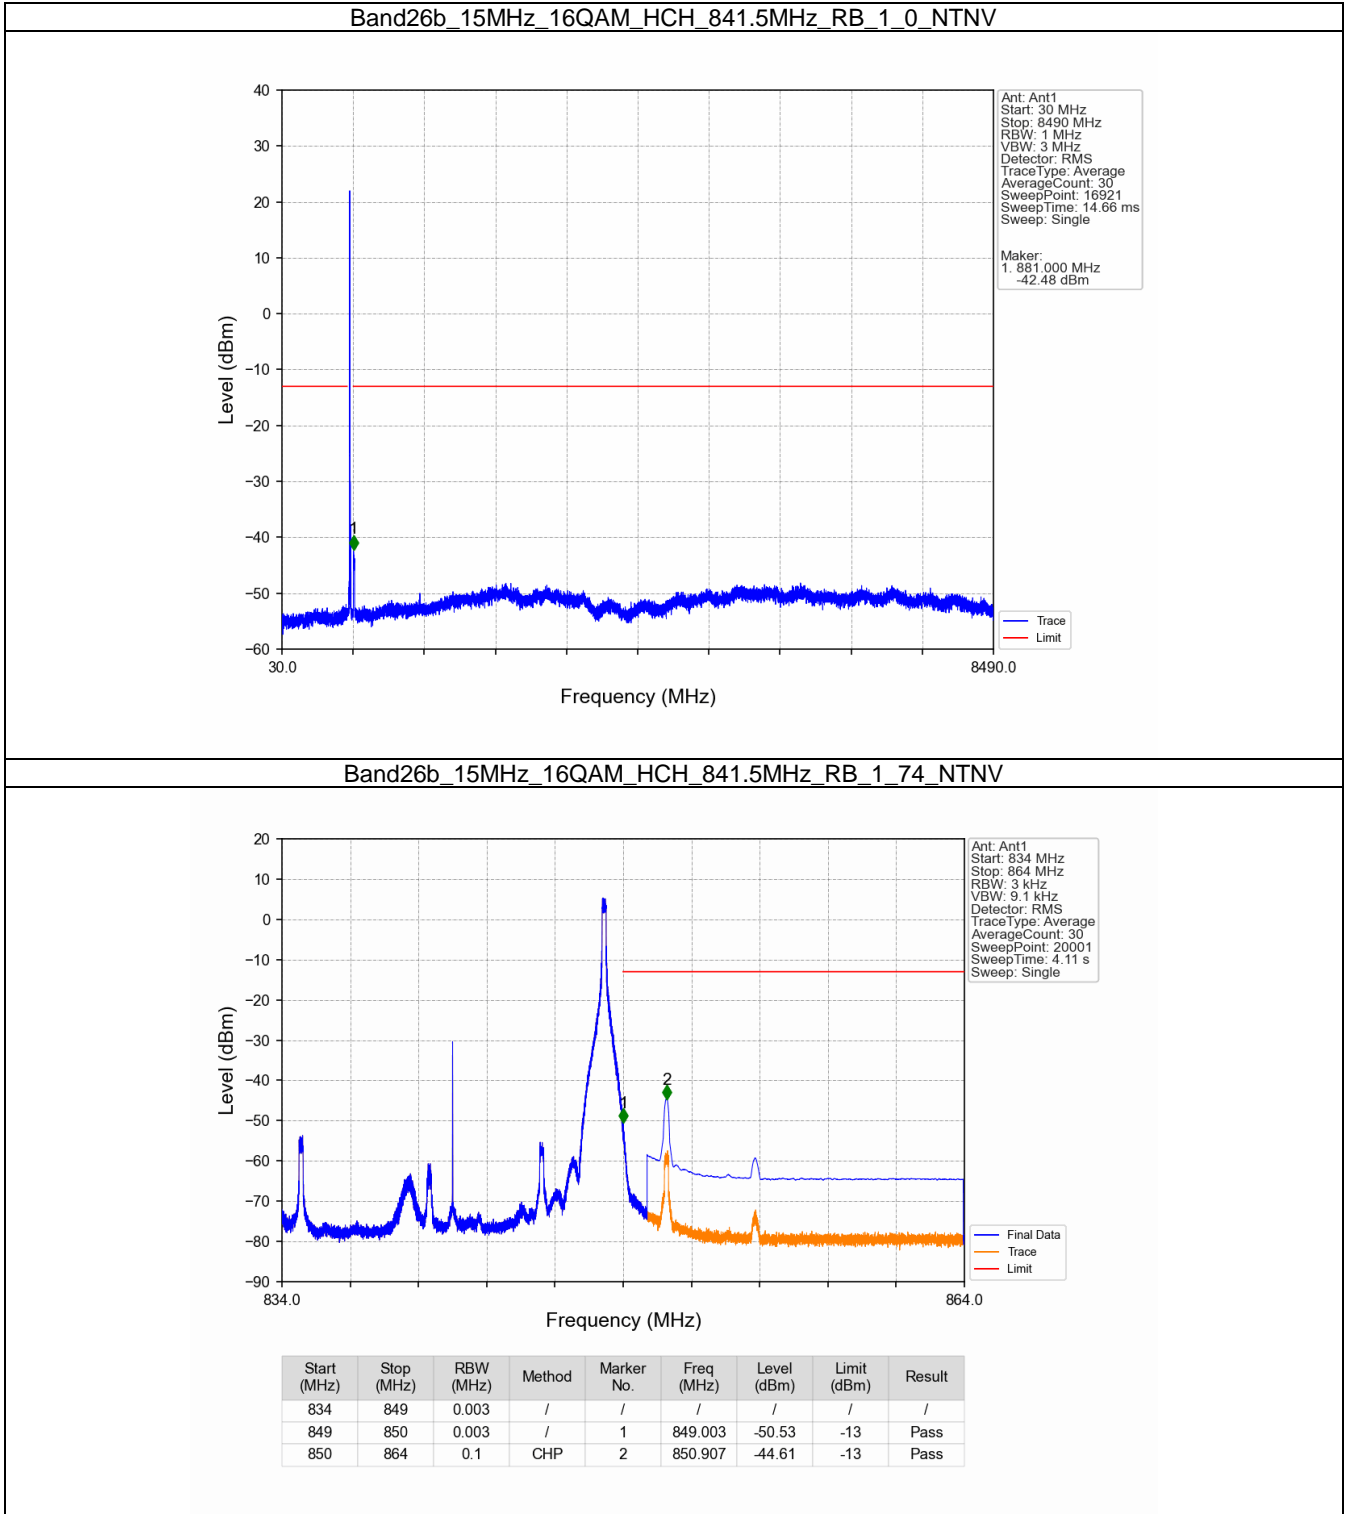 Band26b_15MHz_16QAM_HCH_841.5MHz_RB_1_0_NTNV
40
30
20
10
0
−10
−20
−30
−40
−50
−60
Level (dBm)
1
30.0
8490.0
Frequency (MHz)
Ant: Ant1
Start: 30 MHz
Stop: 8490 MHz
RBW: 1 MHz
VBW: 3 MHz
Detector: RMS
TraceType: Average
AverageCount: 30
SweepPoint: 16921
SweepTime: 14.66 ms
Sweep: Single
Maker:
1. 881.000 MHz
-42.48 dBm
Trace
Limit
Band26b_15MHz_16QAM_HCH_841.5MHz_RB_1_74_NTNV
20
10
0
−10
−20
−30
−40
−50
−60
−70
−80
−90
Level (dBm)
1
2
834.0
864.0
Frequency (MHz)
Ant: Ant1
Start: 834 MHz
Stop: 864 MHz
RBW: 3 kHz
VBW: 9.1 kHz
Detector: RMS
TraceType: Average
AverageCount: 30
SweepPoint: 20001
SweepTime: 4.11 s
Sweep: Single
Final Data
Trace
Limit
Start (MHz) Stop (MHz) RBW (MHz) Method Marker No. Freq (MHz) Level (dBm) Limit (dBm) Result
834 849 0.003 / / / / / /
849 850 0.003 / 1 849.003 -50.53 -13 Pass
850 864 0.1 CHP 2 850.907 -44.61 -13 Pass